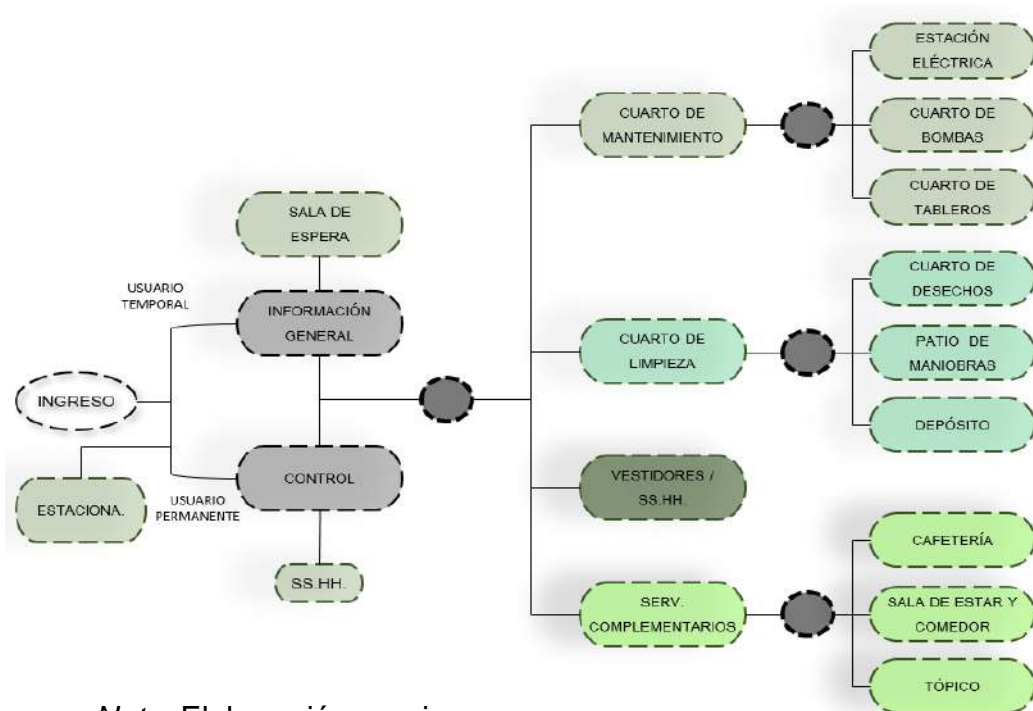 ESTACIÓN
ELÉCTRICA
CUARTO DE
MANTENIMIENTO
CUARTO DE
BOMBAS
CUARTO DE
TABLEROS
SALA DE
ESPERA
USUARIO
TEMPORAL
INFORMACIÓN
GENERAL
CUARTO DE
DESECHOS
CUARTO DE
LIMPIEZA
PATIO DE
MANIOBRAS
DEPÓSITO
INGRESO
CONTROL
ESTACIONA.
USUARIO
PERMANENTE
SS.HH.
VESTIDORES /
SS.HH.
CAFETERÍA
SERV.
COMPLEMENTARIOS
SALA DE ESTAR Y
COMEDOR
TÓPICO